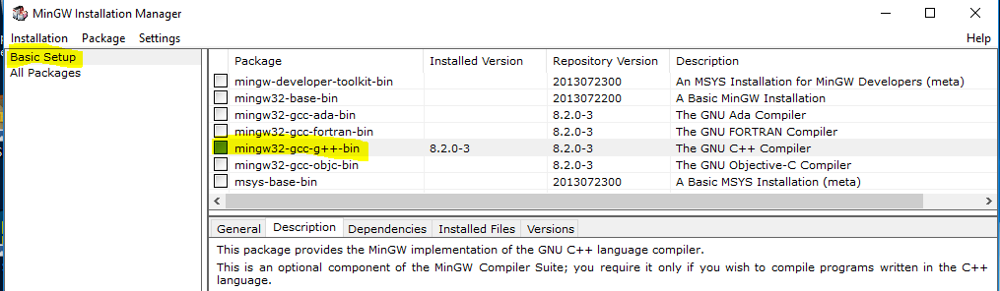 MinGW Installation Manager
Installation Package Settings Help
Basic Setup
All Packages
Package Installed Version Repository Version Description
mingw-developer-toolkit-bin 2013072300 An MSYS Installation for MinGW Developers (meta)
mingw32-base-bin 2013072200 A Basic MinGW Installation
mingw32-gcc-ada-bin 8.2.0-3 The GNU Ada Compiler
mingw32-gcc-fortran-bin 8.2.0-3 The GNU FORTRAN Compiler
mingw32-gcc-g++-bin 8.2.0-3 8.2.0-3 The GNU C++ Compiler
mingw32-gcc-objc-bin 8.2.0-3 The GNU Objective-C Compiler
msys-base-bin 2013072300 A Basic MSYS Installation (meta)
General Description Dependencies Installed Files Versions
This package provides the MinGW implementation of the GNU C++ language compiler.
This is an optional component of the MinGW Compiler Suite; you require it only if you wish to compile programs written in the C++
language.